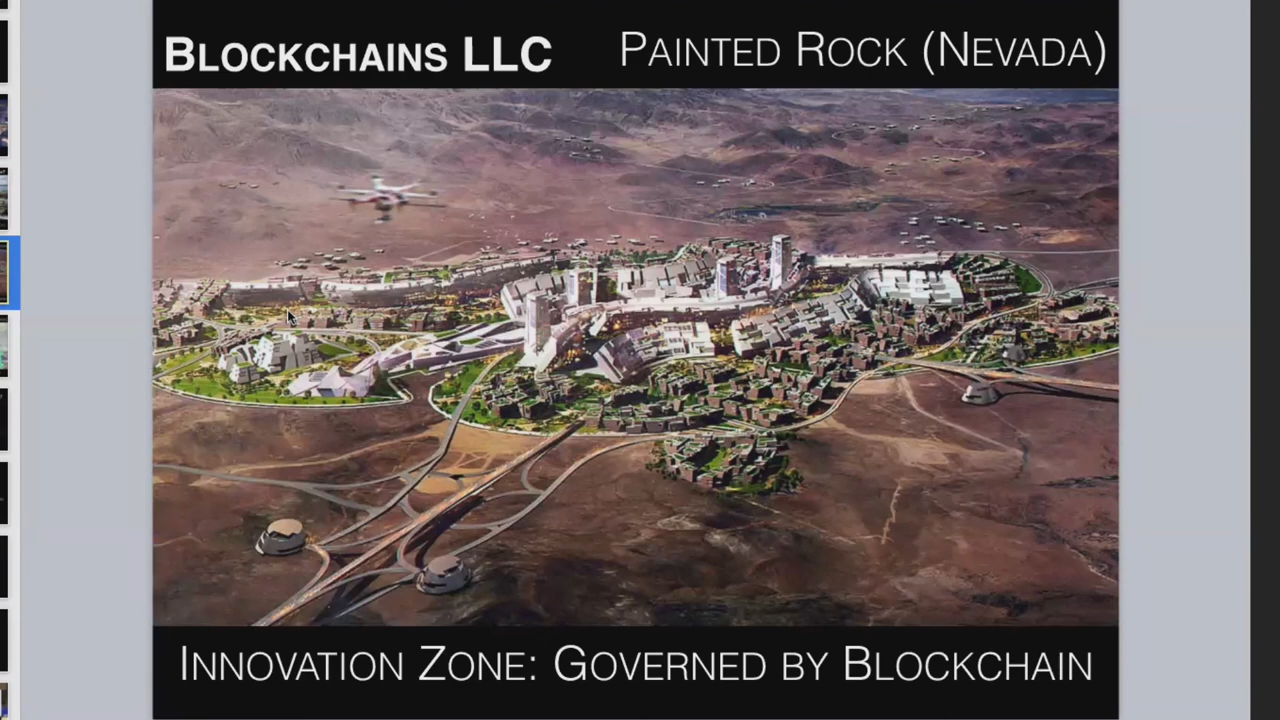 BLOCKCHAINS LLC
PAINTED ROCK (NEVADA)
INNOVATION ZONE: GOVERNED BY BLOCKCHAIN